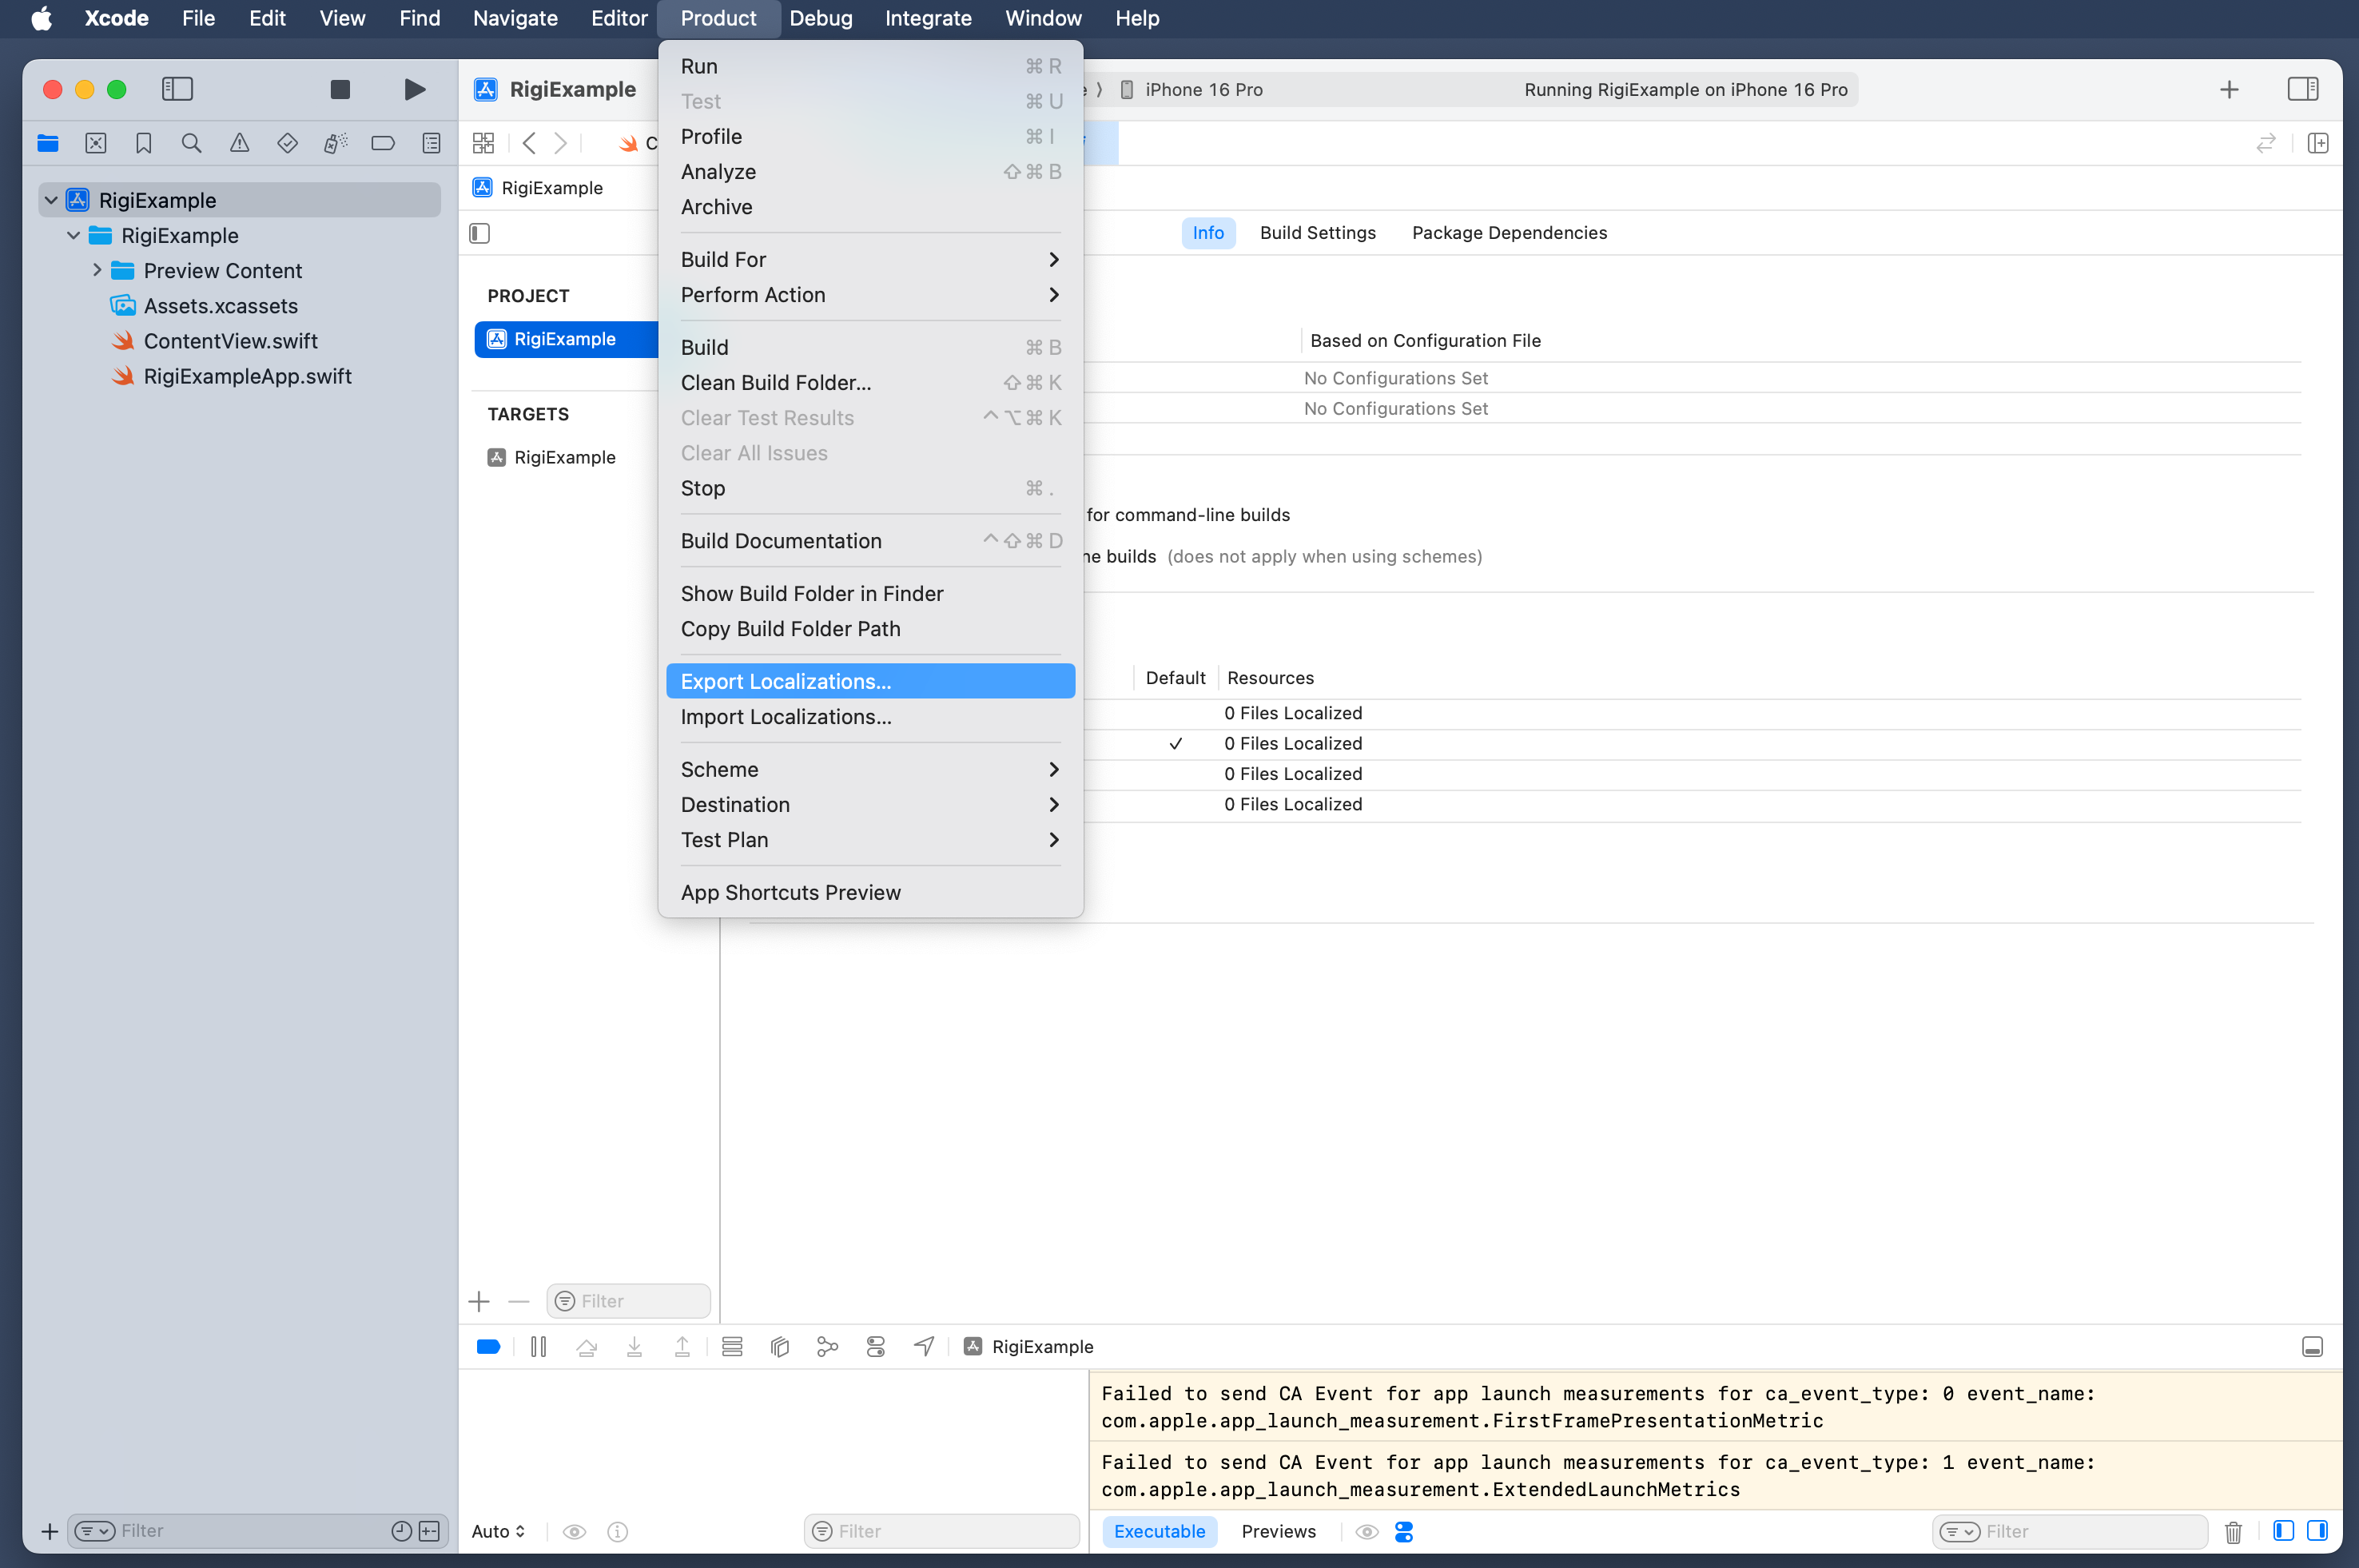 Xcode File Edit View Find Navigate Editor Product Debug Integrate Window Help
RigiExample
iPhone 16 Pro
Running RigiExample on iPhone 16 Pro
RigiExample
RigiExample
Preview Content
Assets.xcassets
ContentView.swift
RigiExampleApp.swift
Filter
C
RigiExample
PROJECT
RigiExample
TARGETS
RigiExample
Filter
Run ⌘ R
Test ⌘ U
Profile ⌘ I
Analyze ⇧ ⌘ B
Archive
Build For
Perform Action
Build ⌘ B
Clean Build Folder... ⇧ ⌘ K
Clear Test Results ^ ⌥ ⌘ K
Clear All Issues
Stop ⌘ .
Build Documentation ^ ⇧ ⌘ D
Show Build Folder in Finder
Copy Build Folder Path
Export Localizations...
Import Localizations...
Scheme
Destination
Test Plan
App Shortcuts Preview
Info Build Settings Package Dependencies
Based on Configuration File
No Configurations Set
No Configurations Set
for command-line builds
ne builds (does not apply when using schemes)
Default Resources
0 Files Localized
✓ 0 Files Localized
0 Files Localized
0 Files Localized
RigiExample
Failed to send CA Event for app launch measurements for ca_event_type: 0 event_name:
com.apple.app_launch_measurement.FirstFramePresentationMetric
Failed to send CA Event for app launch measurements for ca_event_type: 1 event_name:
com.apple.app_launch_measurement.ExtendedLaunchMetrics
Auto
Filter
Executable Previews
Filter